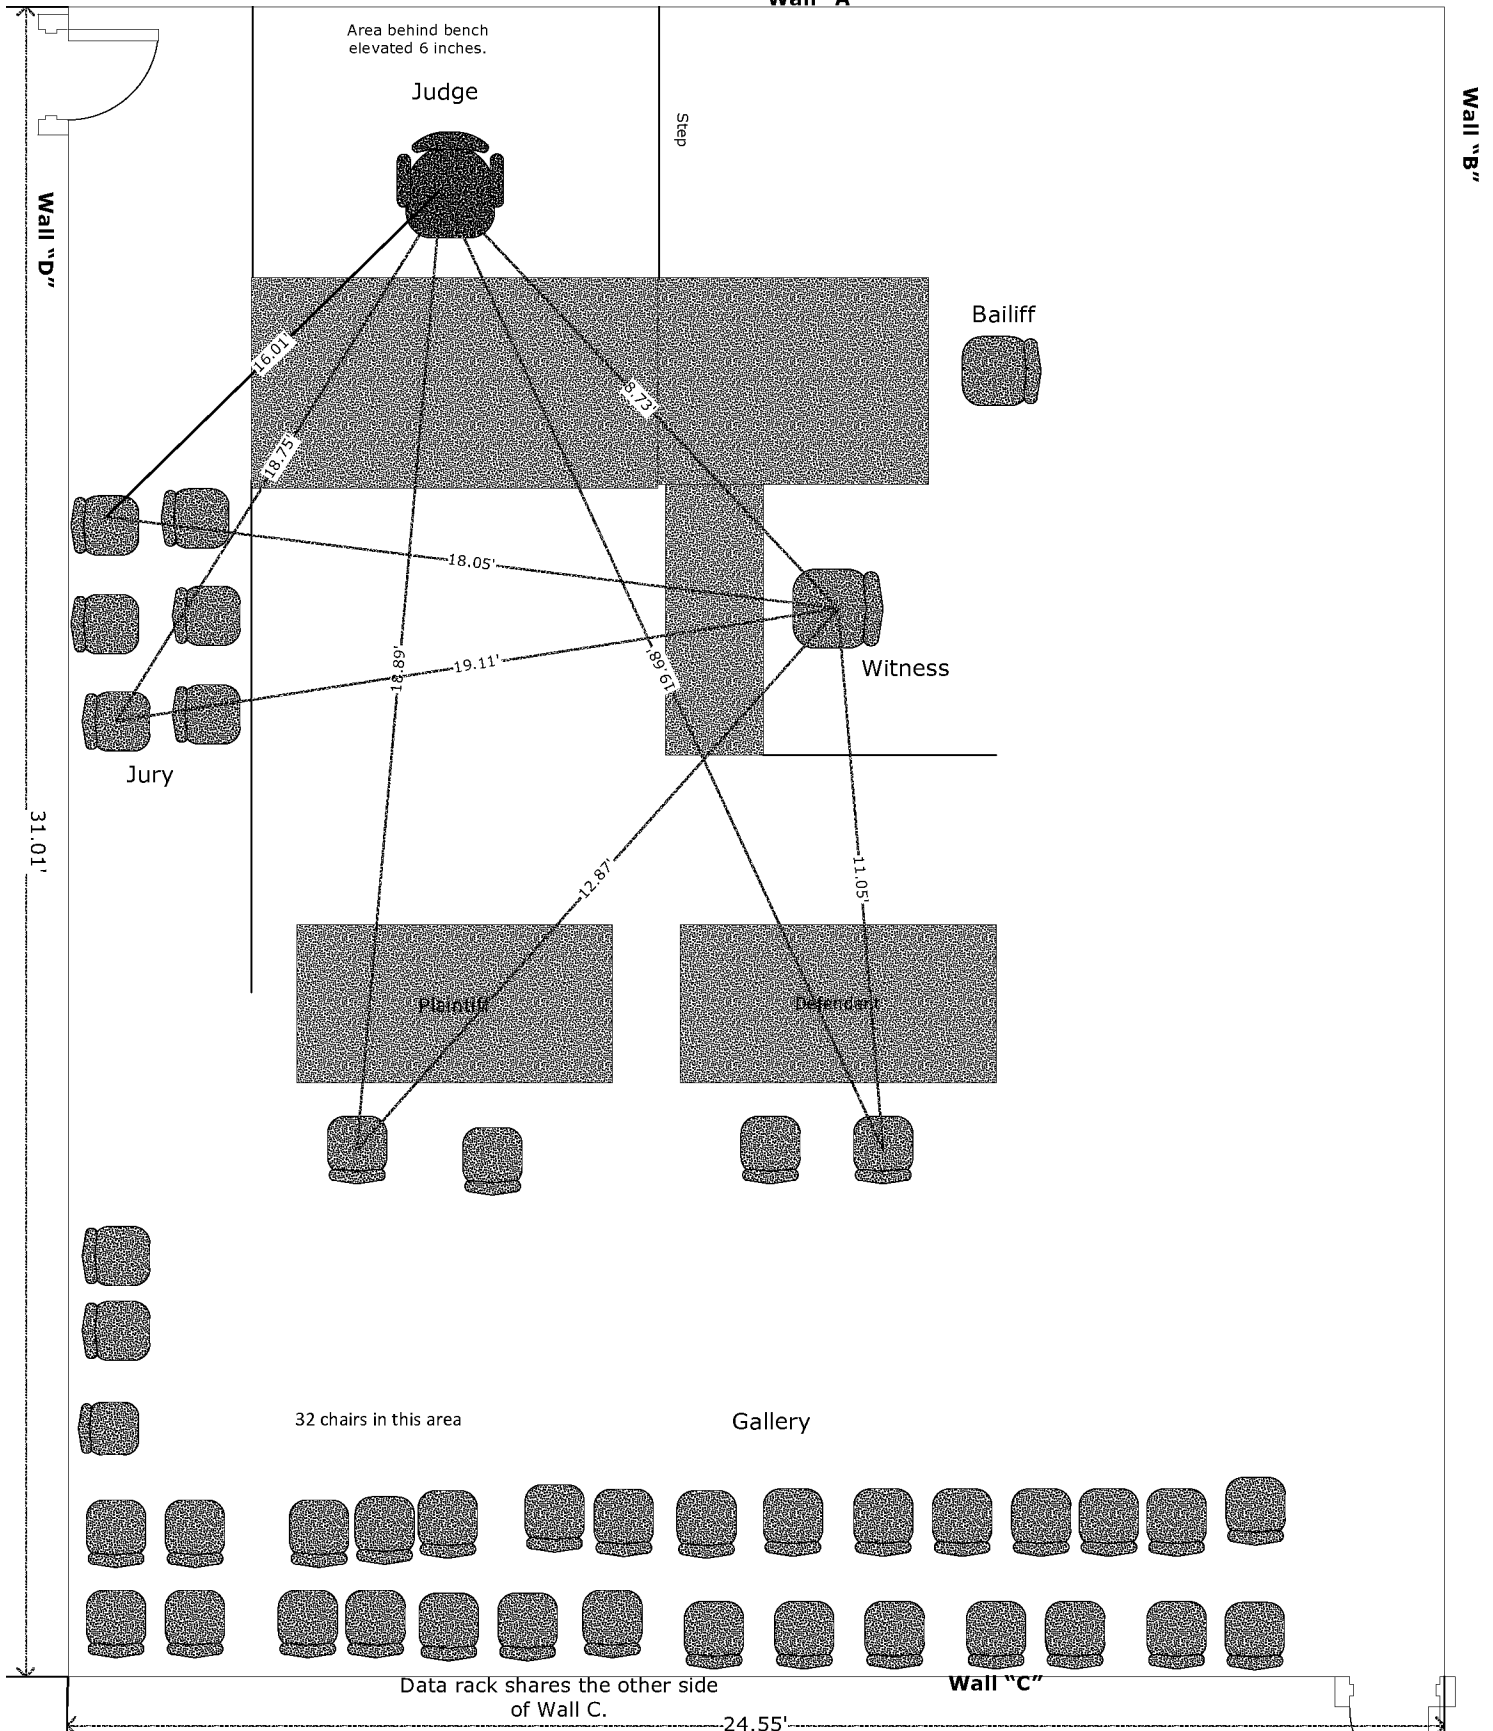 Wall "A"
Area behind bench
elevated 6 inches.
Judge
Step
Wall "B"
Wall "D"
Bailiff
16.01'
8.73'
18.75'
18.05'
18.89'
19.11'
19.68'
Witness
Jury
31.01'
12.87'
11.05'
Plaintiff
Defendant
32 chairs in this area
Gallery
Data rack shares the other side
of Wall C.
Wall "C"
24.55'